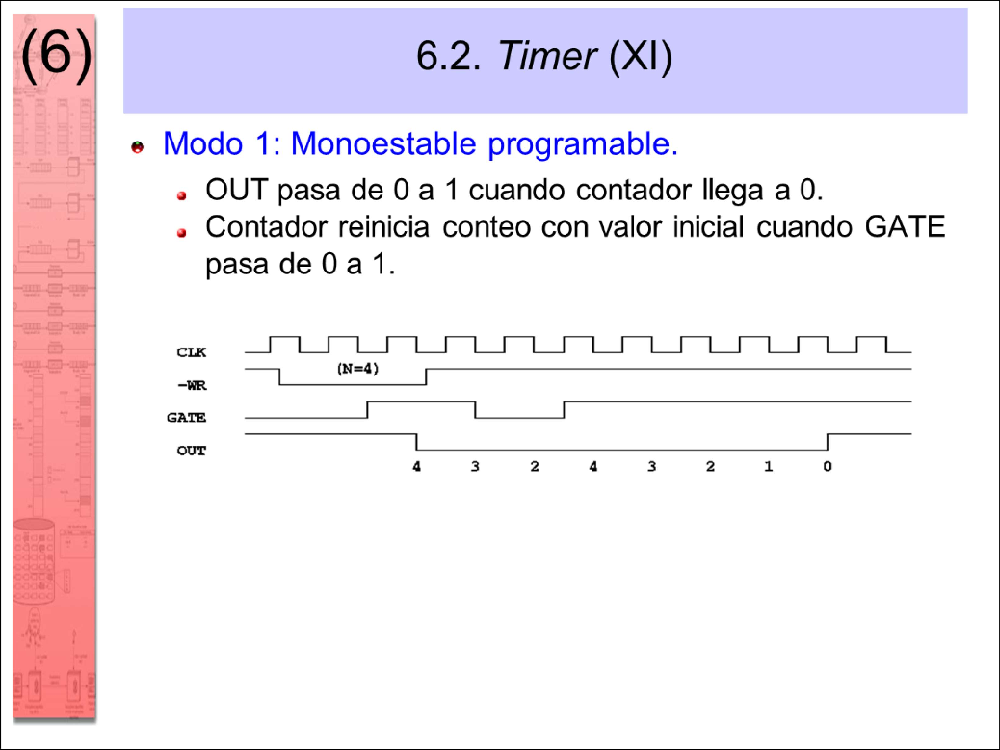 (6)
6.2. Timer (XI)
Modo 1: Monoestable programable.
OUT pasa de 0 a 1 cuando contador llega a 0.
Contador reinicia conteo con valor inicial cuando GATE
pasa de 0 a 1.
CLK
(N=4)
-WR
GATE
OUT
4 3 2 4 3 2 1 0